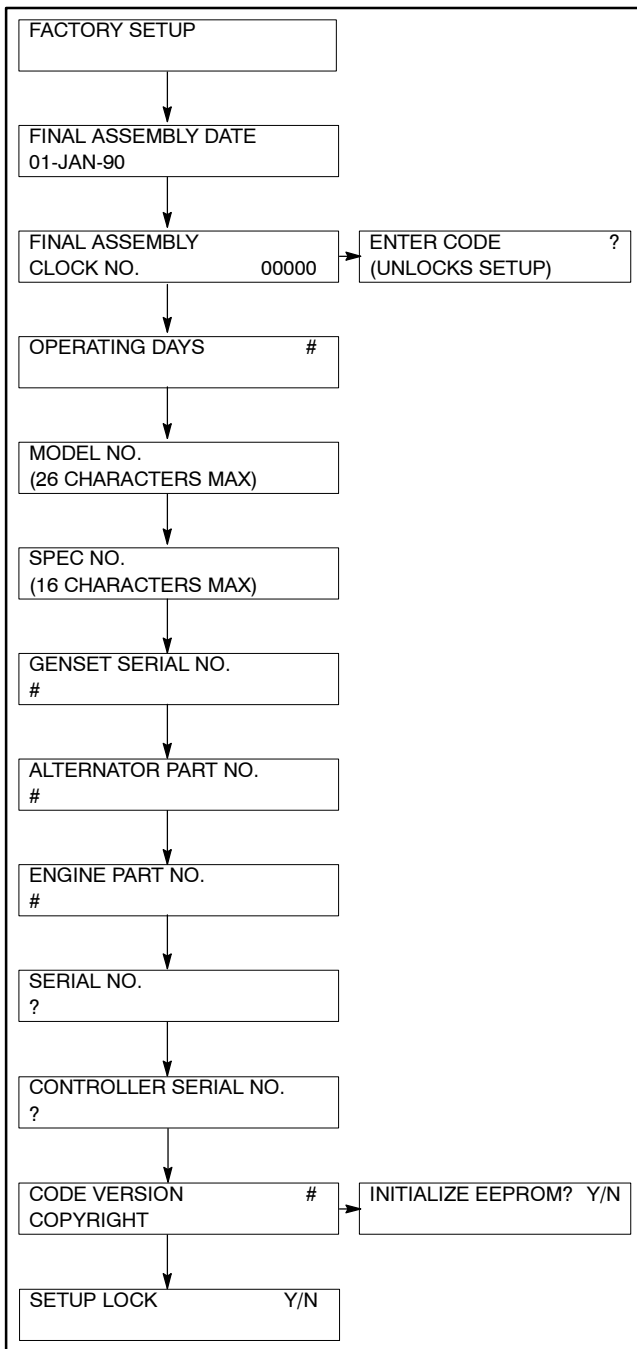 FACTORY SETUP
FINAL ASSEMBLY DATE
01-JAN-90
FINAL ASSEMBLY
CLOCK NO. 00000
ENTER CODE ?
(UNLOCKS SETUP)
OPERATING DAYS #
MODEL NO.
(26 CHARACTERS MAX)
SPEC NO.
(16 CHARACTERS MAX)
GENSET SERIAL NO.
#
ALTERNATOR PART NO.
#
ENGINE PART NO.
#
SERIAL NO.
?
CONTROLLER SERIAL NO.
?
CODE VERSION #
COPYRIGHT
INITIALIZE EEPROM? Y/N
SETUP LOCK Y/N